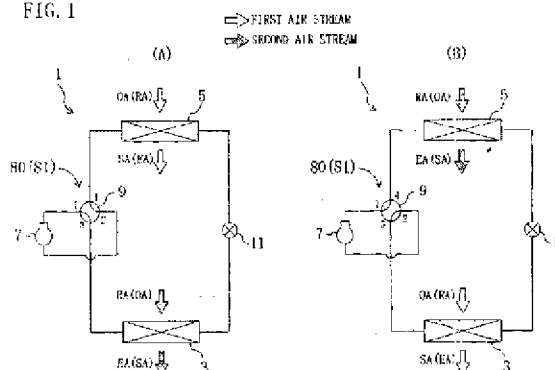 FIG. 1
FIRST AIR STREAM
SECOND AIR STREAM
(A)
(B)
1
OA(RA)
5
SA(EA)
80(S1)
9
7
11
RA(OA)
3
EA(SA)
1
RA(OA)
5
EA(SA)
80(S1)
9
2
7
OA(RA)
3
SA(EA)